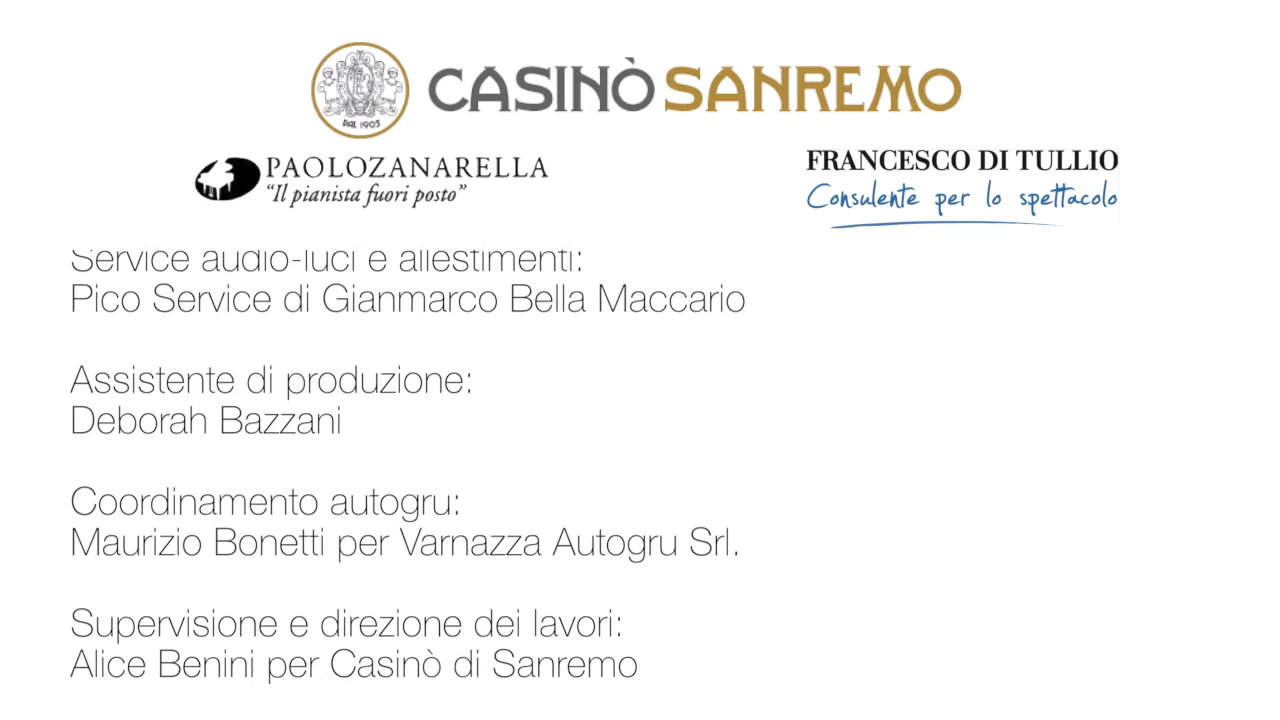 DAL 1905
CASINÒ SANREMO
PAOLOZANARELLA
"Il pianista fuori posto"
FRANCESCO DI TULLIO
Consulente per lo spettacolo
Service audio-luci e allestimenti:
Pico Service di Gianmarco Bella Maccario
Assistente di produzione:
Deborah Bazzani
Coordinamento autogru:
Maurizio Bonetti per Varnazza Autogru Srl.
Supervisione e direzione dei lavori:
Alice Benini per Casinò di Sanremo